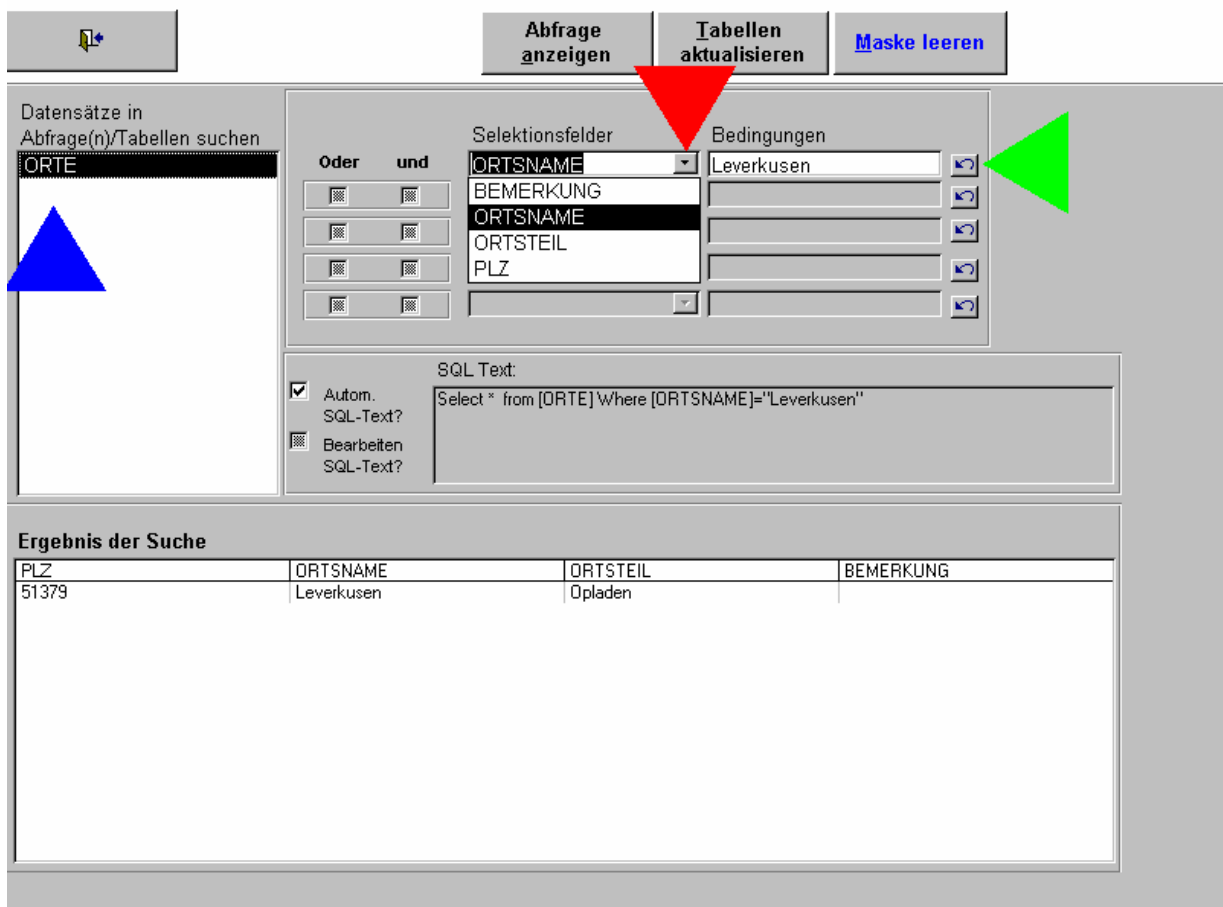 Abfrage
anzeigen
Tabellen
aktualisieren
Maske leeren
Datensätze in
Abfrage(n)/Tabellen suchen
ORTE
Oder und
Selektionsfelder
Bedingungen
ORTSNAME
Leverkusen
BEMERKUNG
ORTSNAME
ORTSTEIL
PLZ
SQL Text:
Autom.
SQL-Text?
Select * from [ORTE] Where [ORTSNAME]="Leverkusen"
Bearbeiten
SQL-Text?
Ergebnis der Suche
PLZ ORTSNAME ORTSTEIL BEMERKUNG
51379 Leverkusen Opladen